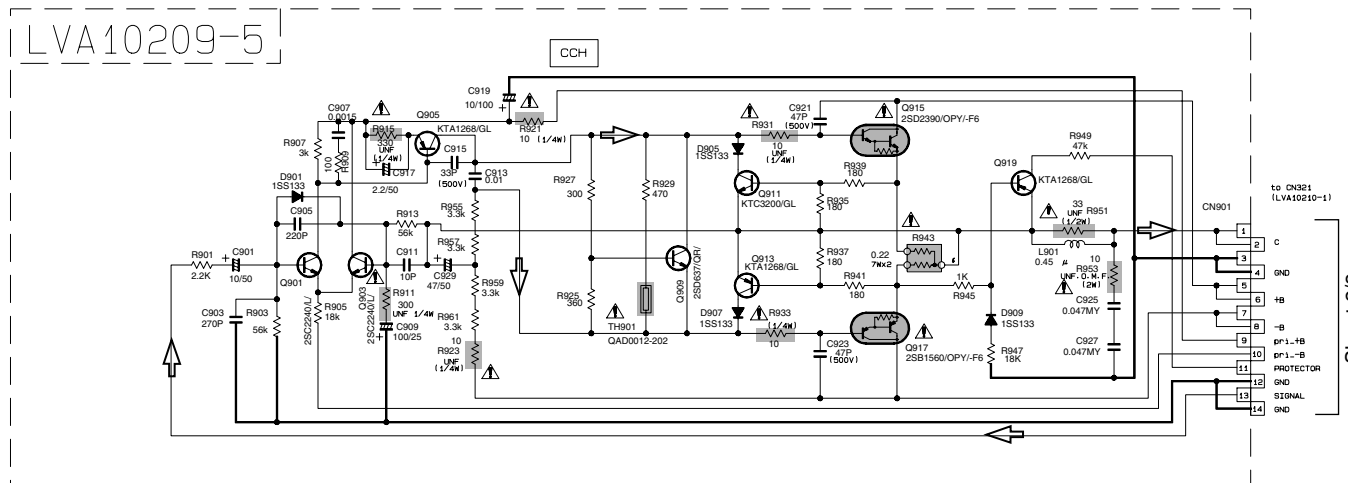 LVA10209-5
CCH
C919
10/100
R921
10 (1/4W)
C907
0.0015
R915
330
UNF
(1/4W)
Q905
KTA1268/GL
R907
3k
100
R909
C917
2.2/50
C915
33P
(500V)
C913
0.01
D901
1SS133
C905
220P
R913
56k
R955
3.3k
R957
3.3k
R901
2.2K
C901
10/50
Q901
2SC2240/L/
Q903
2SC2240/L/
C911
10P
C929
47/50
R959
3.3k
R911
300
UNF 1/4W
R961
3.3k
C903
270P
R903
56k
R905
18k
C909
100/25
10
R923
UNF
(1/4W)
R927
300
R929
470
R925
360
TH901
QAD0012-202
Q909
2SD637/QR/
D905
1SS133
R931
10
UNF
(1/4W)
C921
47P
(500V)
Q915
2SD2390/OPY/-F6
Q911
KTC3200/GL
R939
180
R935
180
Q913
KTA1268/GL
R937
180
R941
180
D907
1SS133
R933
(1/4W)
10
C923
47P
(500V)
Q917
2SB1560/OPY/-F6
R943
0.22
7WX2
1K
R945
Q919
KTA1268/GL
R949
47k
33
UNF
(1/2W)
R951
L901
0.45 μ
10
R953
UNF.O.M.F
(2W)
D909
1SS133
R947
18K
C925
0.047MY
C927
0.047MY
to CN321
(LVA10210-1)
CN901
1
2 C
3
4 GND
5
6 +B
7
8 -B
9 pri_+B
10 pri_-B
11 PROTECTOR
12 GND
13 SIGNAL
14 GND